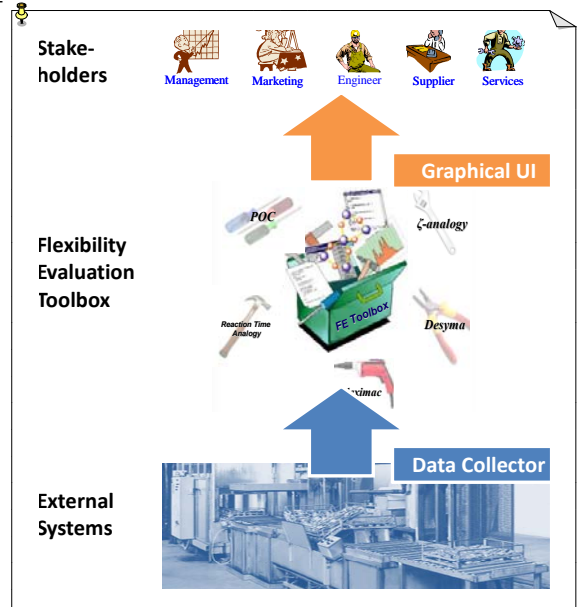 Stake-
holders
Management
Marketing
Engineer
Supplier
Services
Graphical UI
Flexibility
Evaluation
Toolbox
POC
ζ-analogy
FE Toolbox
Reaction Time
Analogy
Desyma
ximac
Data Collector
External
Systems